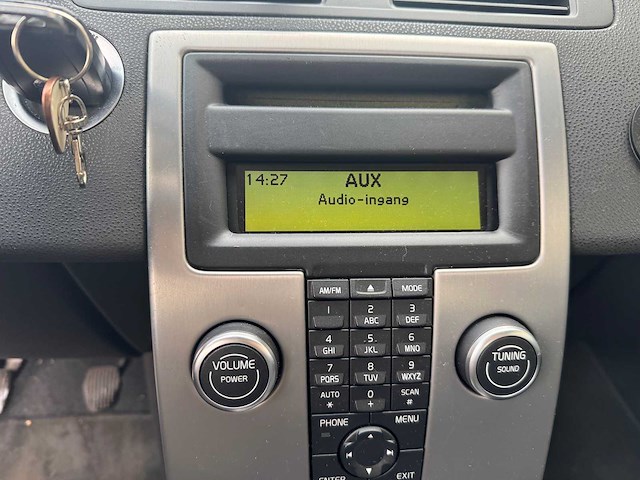 14:27 AUX
Audio-ingang
AM/FM MODE
1 2 ABC 3 DEF
4 GHI 5 JKL 6 MNO
7 PQRS 8 TUV 9 WXYZ
AUTO * 0 + SCAN #
VOLUME
POWER
TUNING
SOUND
PHONE MENU
ENTER EXIT